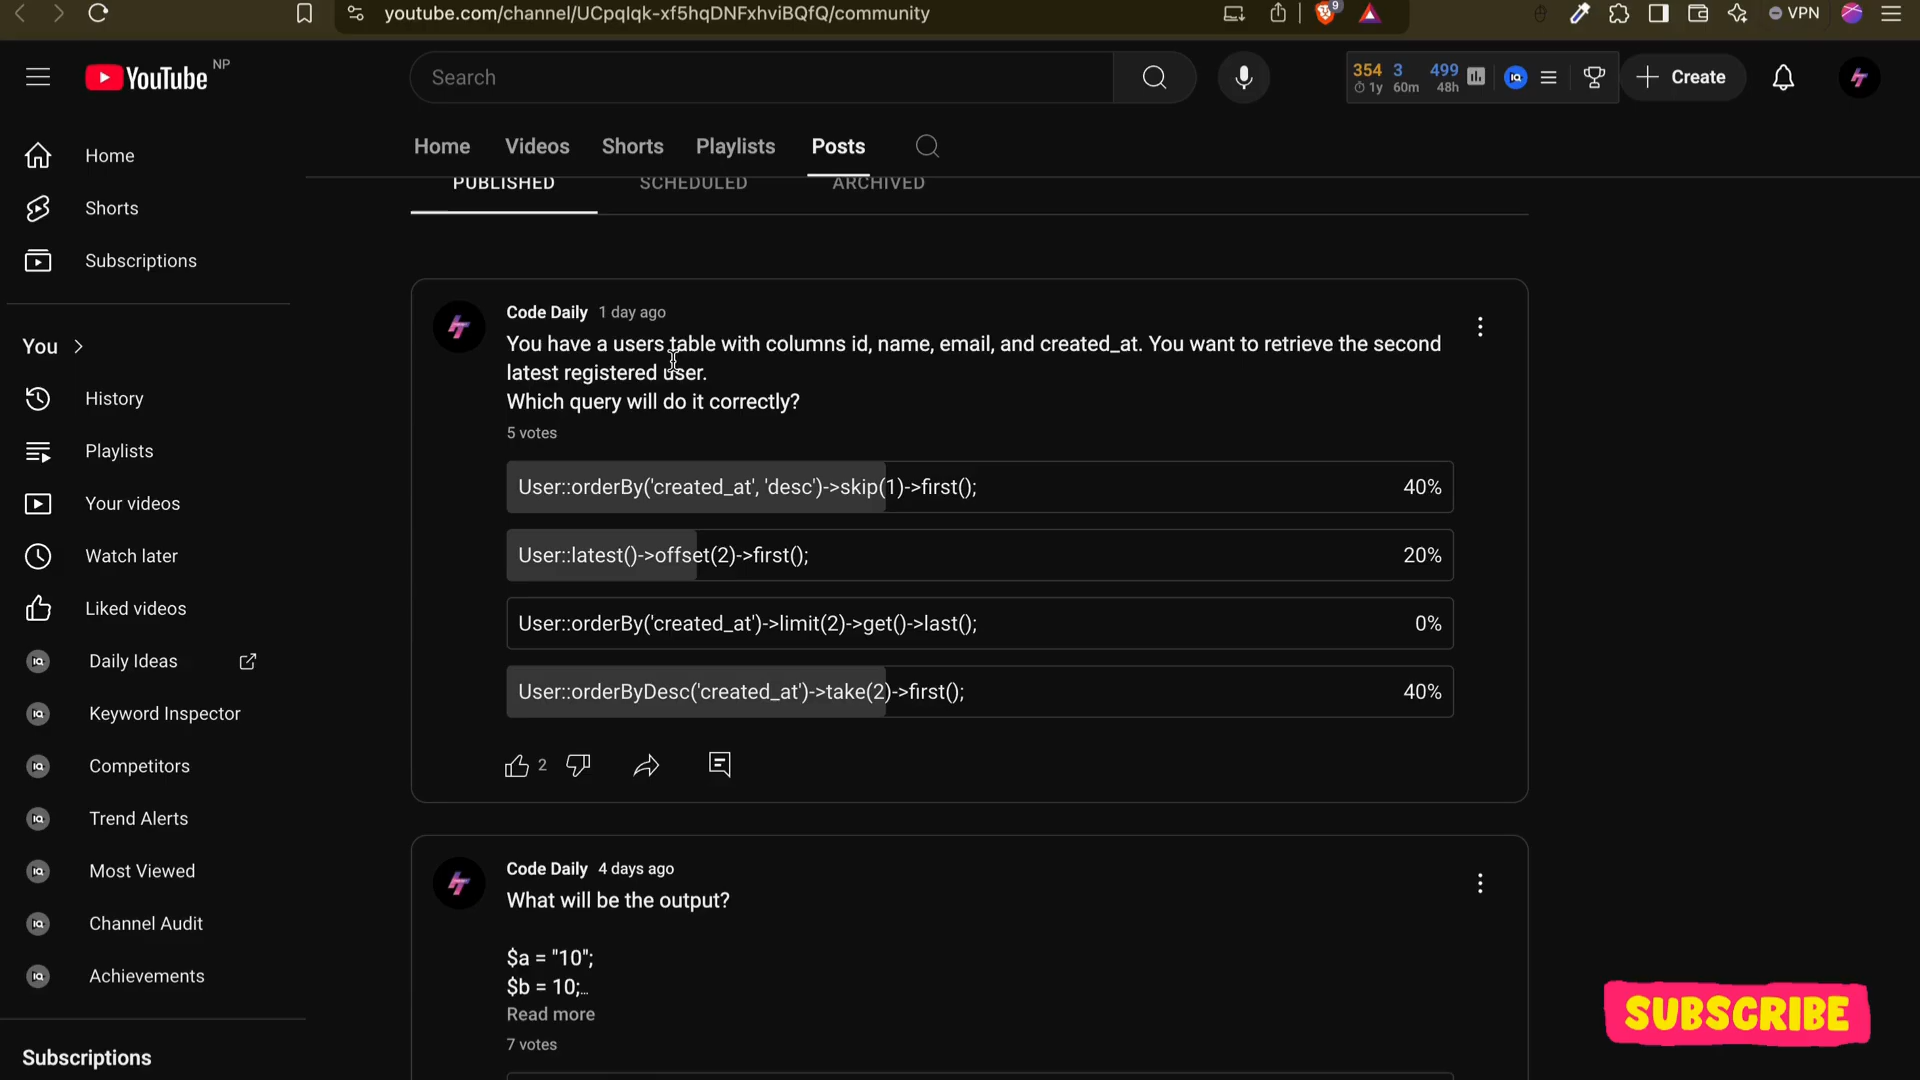 youtube.com/channel/UCpqIqk-xf5hqDNFxhviBQfQ/community
9
VPN
YouTube NP
Search
354 3 499
1y 60m 48h
Create
Home
Shorts
Subscriptions
You
History
Playlists
Your videos
Watch later
Liked videos
Daily Ideas
Keyword Inspector
Competitors
Trend Alerts
Most Viewed
Channel Audit
Achievements
Subscriptions
Home Videos Shorts Playlists Posts
PUBLISHED SCHEDULED ARCHIVED
Code Daily 1 day ago
You have a users table with columns id, name, email, and created_at. You want to retrieve the second
latest registered user.
Which query will do it correctly?
5 votes
User::orderBy('created_at', 'desc')->skip(1)->first(); 40%
User::latest()->offset(2)->first(); 20%
User::orderBy('created_at')->limit(2)->get()->last(); 0%
User::orderByDesc('created_at')->take(2)->first(); 40%
2
Code Daily 4 days ago
What will be the output?
$a = "10";
$b = 10;...
Read more
7 votes
SUBSCRIBE